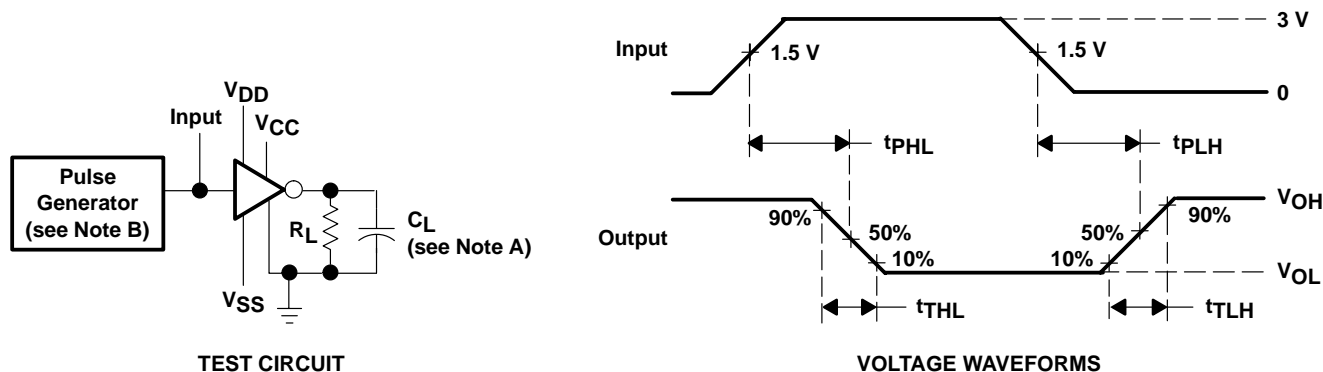 3 V
Input
1.5 V
1.5 V
0
VDD
Input
VCC
tPHL
tPLH
Pulse
Generator
(see Note B)
RL
CL
(see Note A)
VSS
Output
90%
50%
10%
VOH
90%
50%
10%
VOL
tTHL
tTLH
TEST CIRCUIT
VOLTAGE WAVEFORMS